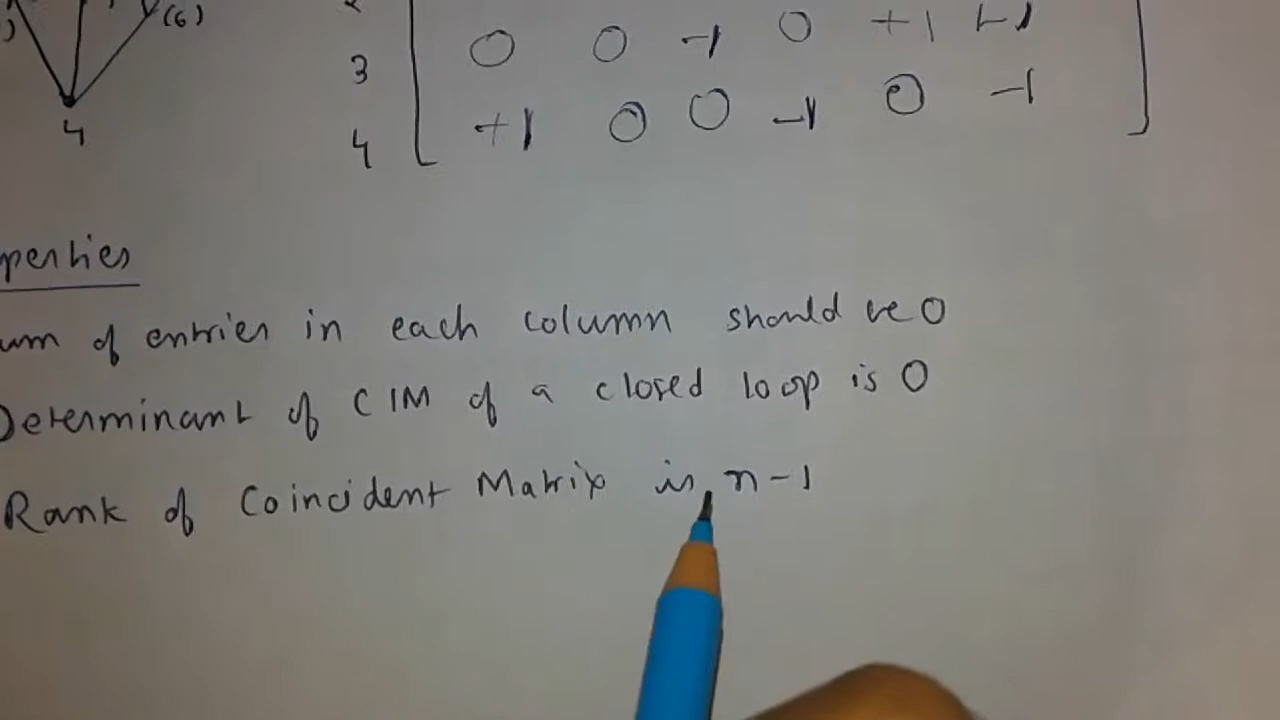 (6)
3 0 0 -1 0 +1 +1
4 +1 0 0 -1 0 -1
4
perties
um of entries in each column should be 0
Determinant of CIM of a closed loop is 0
Rank of Coincident Matrix is n-1